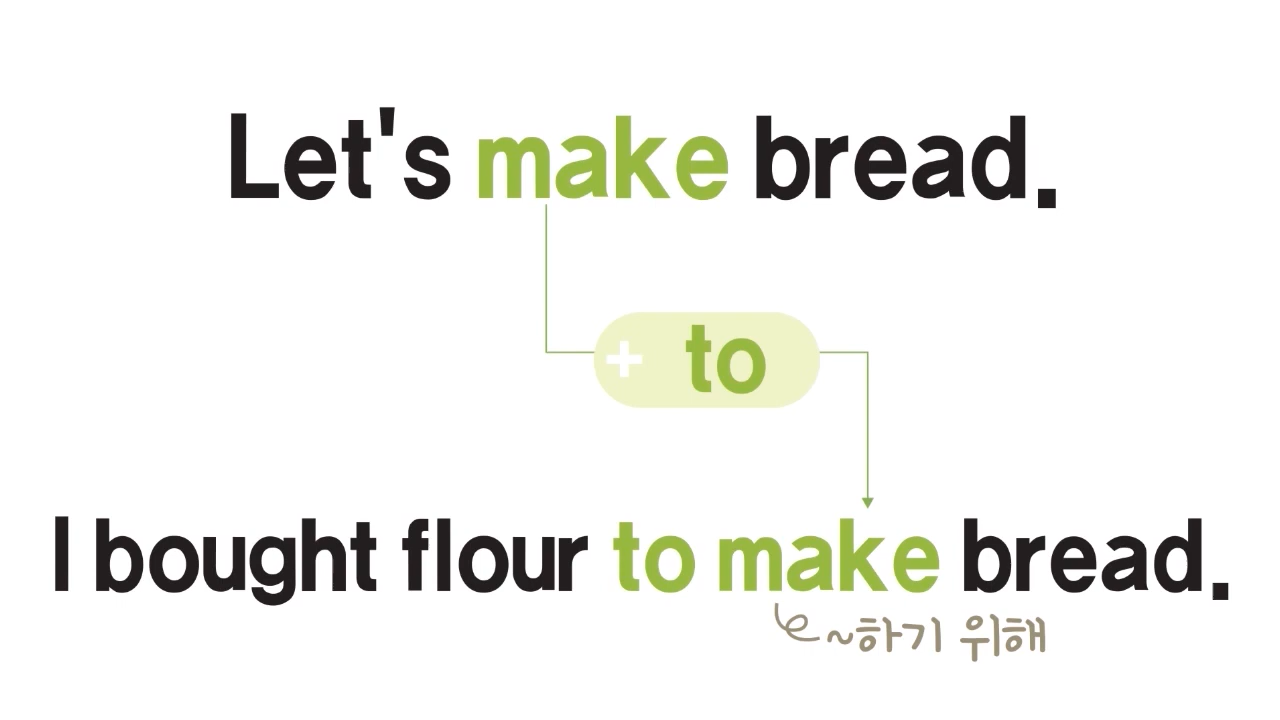 Let's make bread.
+ to
I bought flour to make bread.
~하기 위해